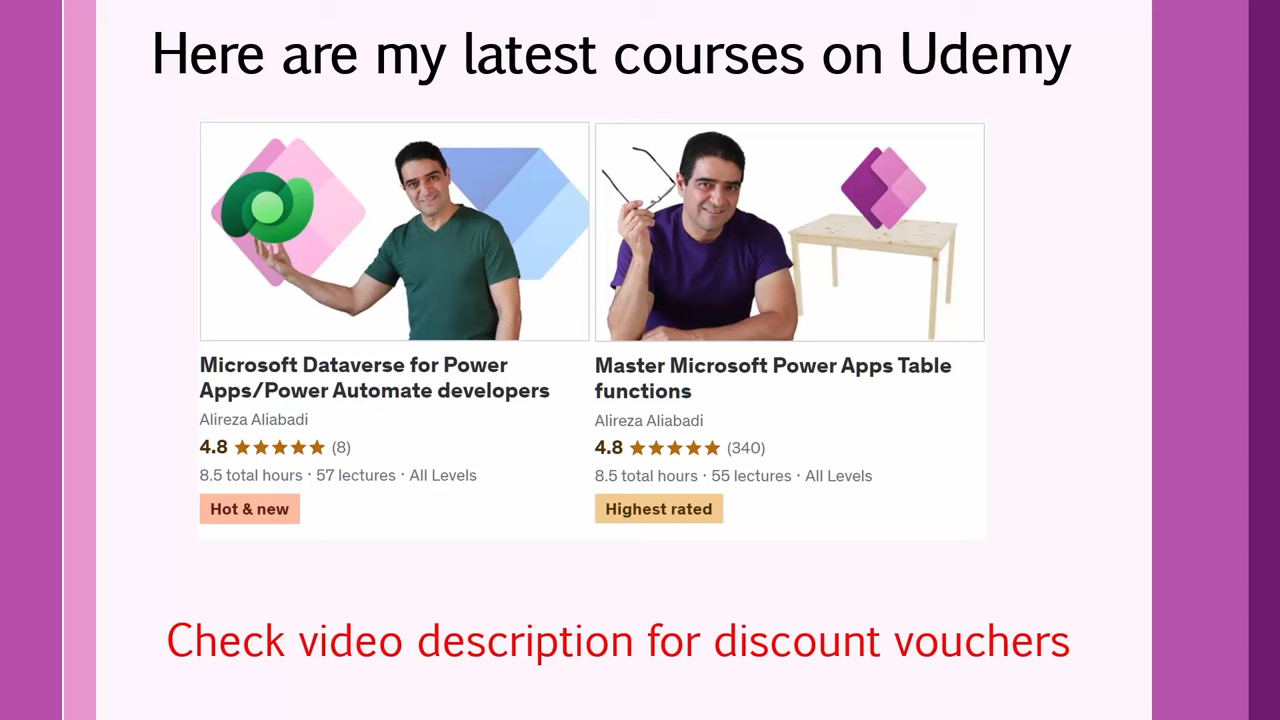 Here are my latest courses on Udemy
Microsoft Dataverse for Power
Apps/Power Automate developers
Alireza Aliabadi
4.8 ★★★★★ (8)
8.5 total hours · 57 lectures · All Levels
Hot & new
Master Microsoft Power Apps Table
functions
Alireza Aliabadi
4.8 ★★★★★ (340)
8.5 total hours · 55 lectures · All Levels
Highest rated
Check video description for discount vouchers